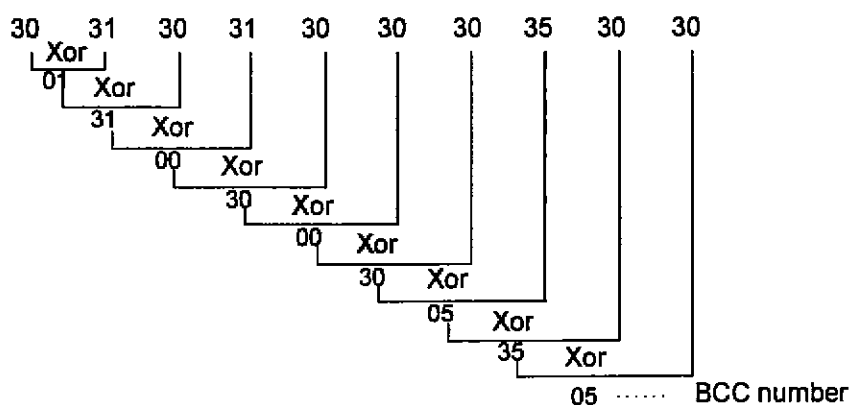 30 31 30 31 30 30 30 35 30 30
Xor
01 Xor
31 Xor
00 Xor
30 Xor
00 Xor
30 Xor
05 Xor
35 Xor
05 ...... BCC number